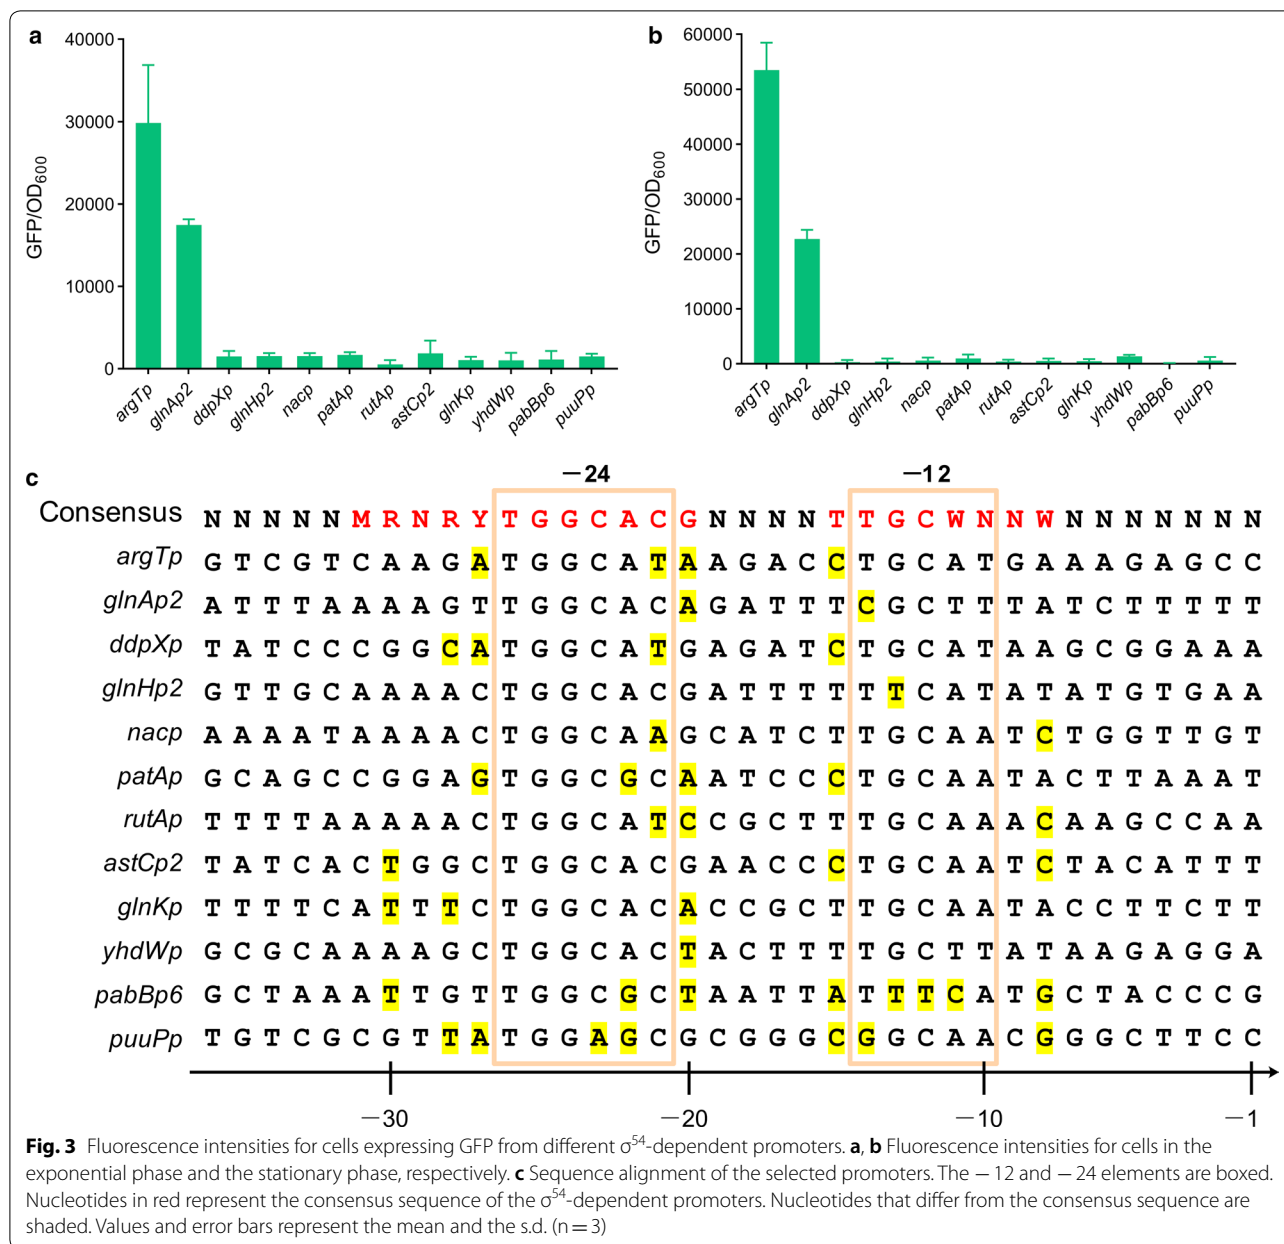 a
40000
30000
20000
10000
0
GFP/OD600
argTp glnAp2 ddpXp glnHp2 nacp patAp rutAp astCp2 glnKp yhdWp pabBp6 puuPp
b
60000
50000
40000
30000
20000
10000
0
GFP/OD600
argTp glnAp2 ddpXp glnHp2 nacp patAp rutAp astCp2 glnKp yhdWp pabBp6 puuPp
c
−24 −12
Consensus N N N N N M R N R Y T G G C A C G N N N N T T G C W N N W N N N N N N N
argTp G T C G T C A A G A T G G C A T A A G A C C T G C A T G A A A G A G C C
glnAp2 A T T T A A A A G T T G G C A C A G A T T T C G C T T T A T C T T T T T
ddpXp T A T C C C G G C A T G G C A T G A G A T C T G C A T A A G C G G A A A
glnHp2 G T T G C A A A A C T G G C A C G A T T T T T T C A T A T A T G T G A A
nacp A A A A T A A A A C T G G C A A G C A T C T T G C A A T C T G G T T G T
patAp G C A G C C G G A G T G G C G C A A T C C C T G C A A T A C T T A A A T
rutAp T T T T A A A A A C T G G C A T C C G C T T T G C A A A C A A G C C A A
astCp2 T A T C A C T G G C T G G C A C G A A C C C T G C A A T C T A C A T T T
glnKp T T T T C A T T T C T G G C A C A C C G C T T G C A A T A C C T T C T T
yhdWp G C G C A A A A G C T G G C A C T A C T T T T G C T T A T A A G A G G A
pabBp6 G C T A A A T T G T T G G C G C T A A T T A T T T C A T G C T A C C C G
puuPp T G T C G C G T T A T G G A G C G C G G G C G G C A A C G G G C T T C C
−30 −20 −10 −1
Fig. 3 Fluorescence intensities for cells expressing GFP from different σ54-dependent promoters. a, b Fluorescence intensities for cells in the
exponential phase and the stationary phase, respectively. c Sequence alignment of the selected promoters. The − 12 and − 24 elements are boxed.
Nucleotides in red represent the consensus sequence of the σ54-dependent promoters. Nucleotides that differ from the consensus sequence are
shaded. Values and error bars represent the mean and the s.d. (n = 3)